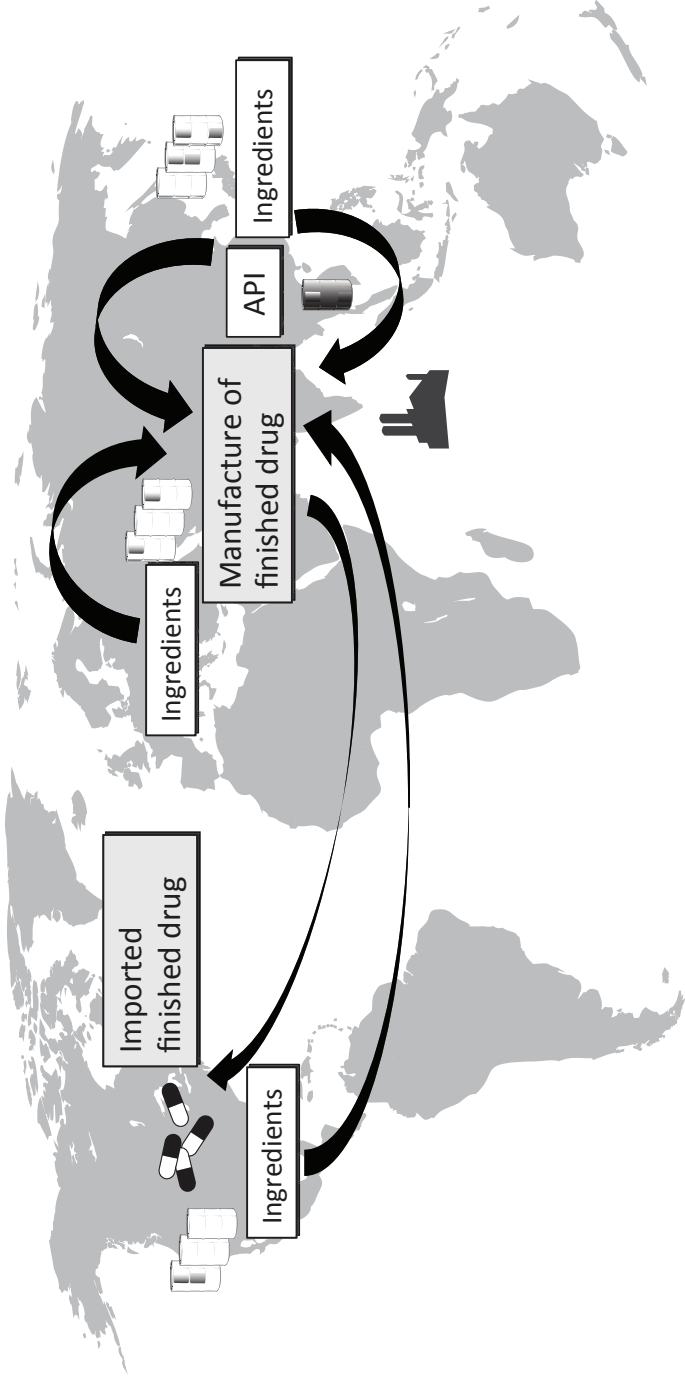 Imported
finished drug
Ingredients
Ingredients
Manufacture of
finished drug
API
Ingredients